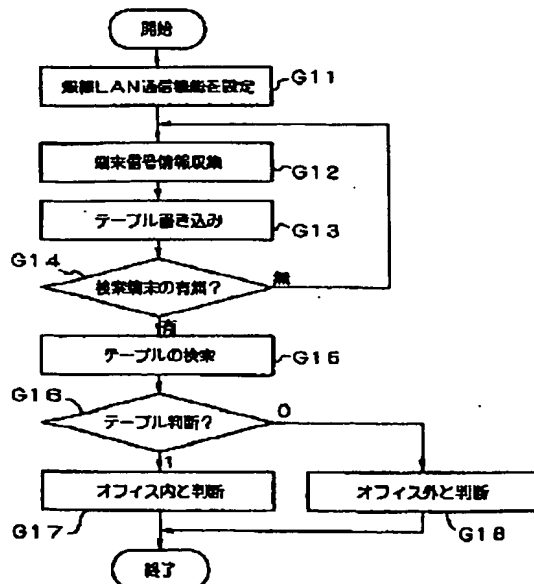 開始
無線LAN通信機能を設定
G11
端末信号情報収集
G12
テーブル書き込み
G13
G14
検索端末の有無?
無
有
テーブルの検索
G15
G16
テーブル判断?
0
1
オフィス内と判断
オフィス外と判断
G17
G18
終了